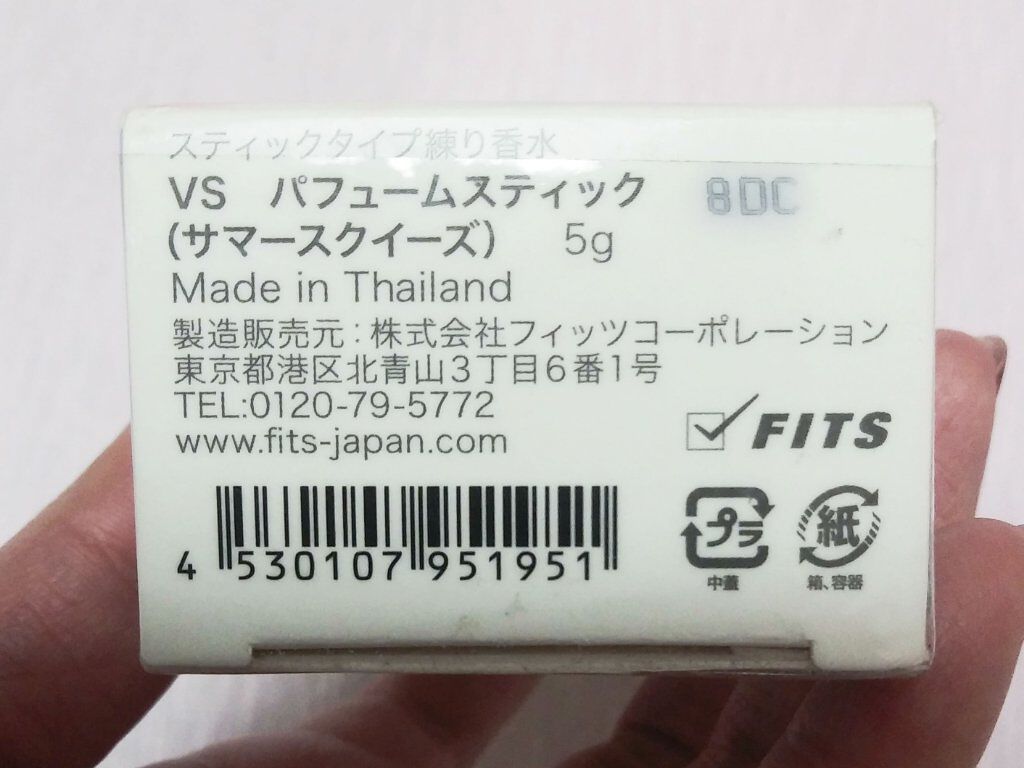 スティックタイプ練り香水
VS パフュームスティック 8DC
(サマースクイーズ) 5g
Made in Thailand
製造販売元:株式会社フィッツコーポレーション
東京都港区北青山3丁目6番1号
TEL:0120-79-5772
www.fits-japan.com
FITS
4 530107 951951
プラ 紙
中蓋 箱、容器